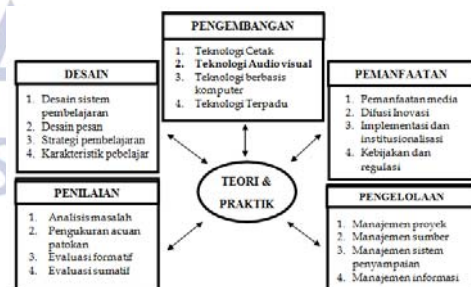 PENGEMBANGAN
1. Teknologi Cetak
2. Teknologi Audio visual
3. Teknologi berbasis
komputer
4. Teknologi Terpadu
DESAIN
1. Desain sistem
pembelajaran
2. Desain pesan
3. Strategi pembelajaran
4. Karakteristik pebelajar
PEMANFAATAN
1. Pemanfaatan media
2. Difusi Inovasi
3. Implementasi dan
institusionalisasi
4. Kebijakan dan
regulasi
TEORI &
PRAKTIK
PENILAIAN
1. Analisis masalah
2. Pengukuran acuan
patokan
3. Evaluasi formatif
4. Evaluasi sumatif
PENGELOLAAN
1. Manajemen proyek
2. Manajemen sumber
3. Manajemen sistem
penyampaian
4. Manajemen informasi